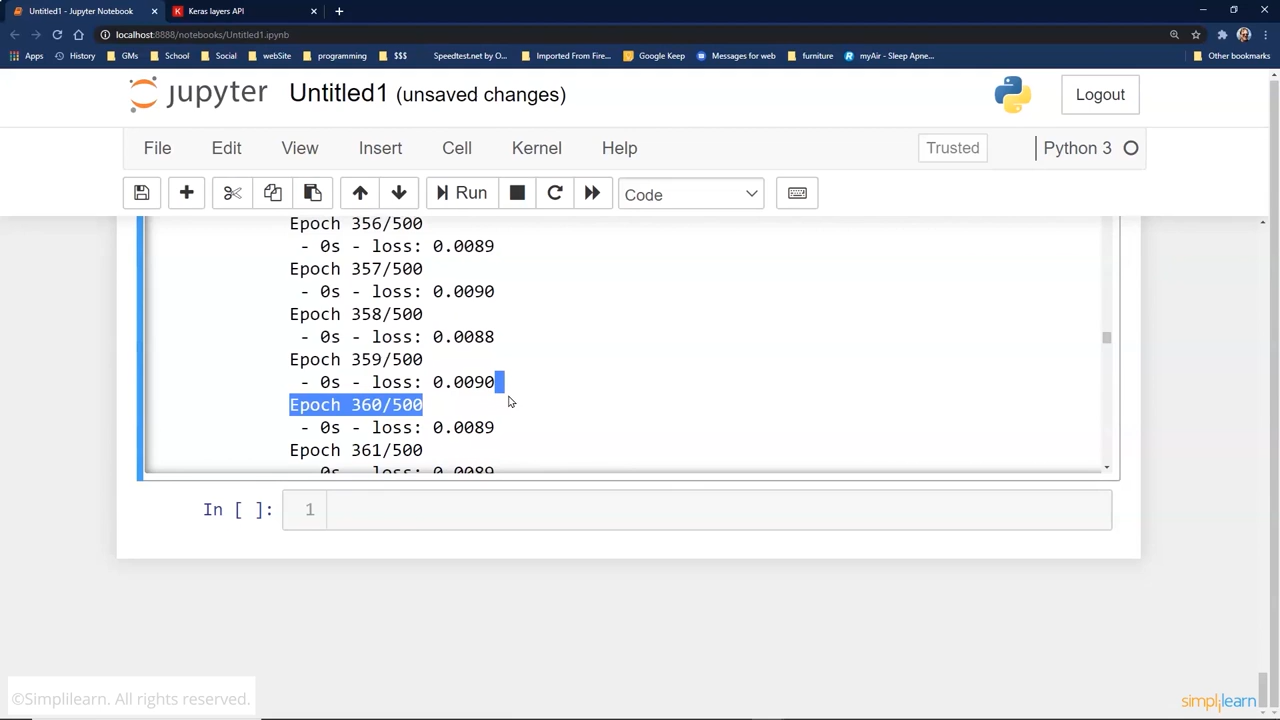 Untitled1 - Jupyter Notebook
Keras layers API
localhost:8888/notebooks/Untitled1.ipynb
Apps
History
GMs
School
Social
webSite
programming
$$$
Speedtest.net by O...
Imported From Fire...
Google Keep
Messages for web
furniture
myAir - Sleep Apne...
Other bookmarks
jupyter Untitled1 (unsaved changes)
Logout
File Edit View Insert Cell Kernel Help
Trusted
Python 3
Run
Code
Epoch 356/500
- 0s - loss: 0.0089
Epoch 357/500
- 0s - loss: 0.0090
Epoch 358/500
- 0s - loss: 0.0088
Epoch 359/500
- 0s - loss: 0.0090
Epoch 360/500
- 0s - loss: 0.0089
Epoch 361/500
- 0s - loss: 0.0089
In [ ]: 1
©Simplilearn. All rights reserved.
simplilearn